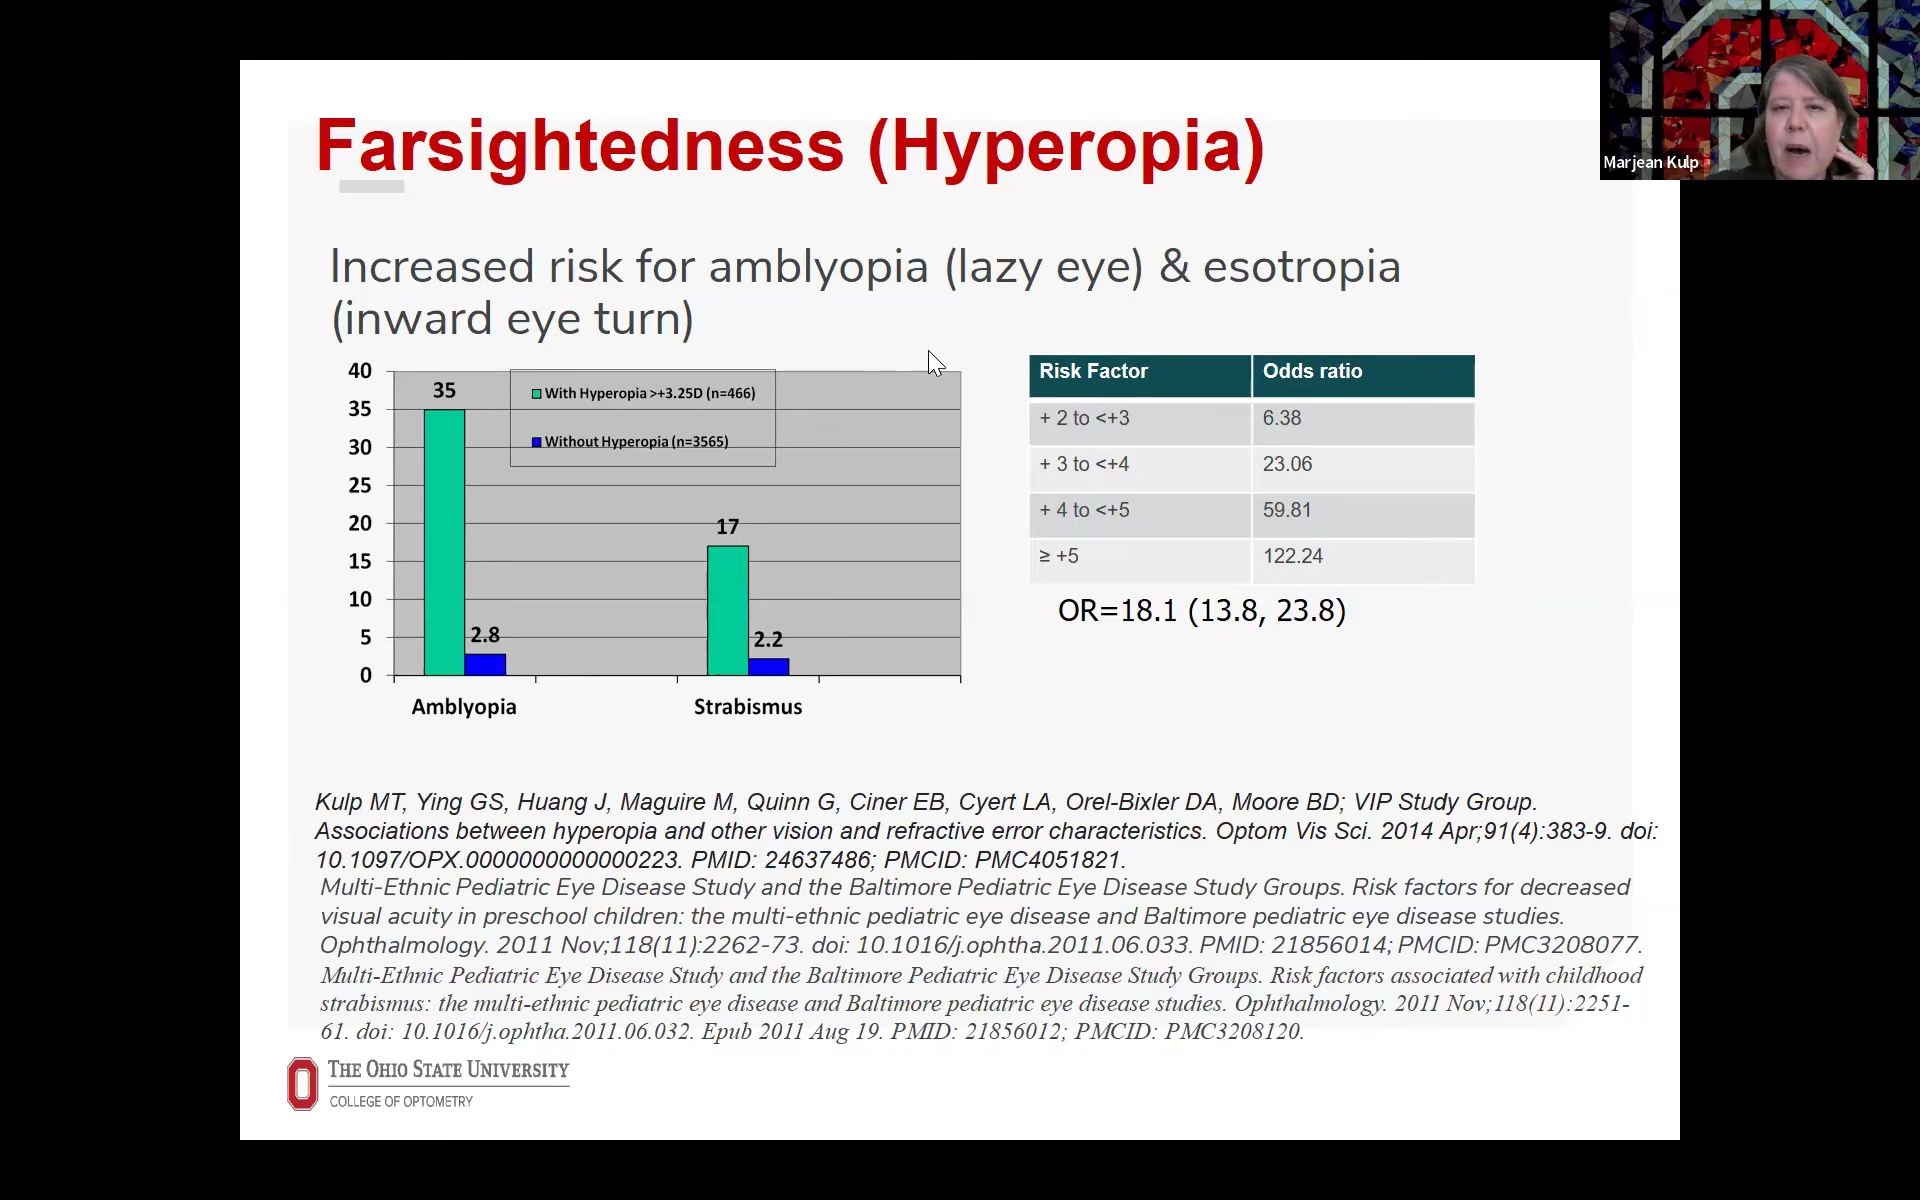 Marjean Kulp
Farsightedness (Hyperopia)
Increased risk for amblyopia (lazy eye) & esotropia
(inward eye turn)
40
35
30
25
20
15
10
5
0
35
2.8
17
2.2
With Hyperopia >+3.25D (n=466)
Without Hyperopia (n=3565)
Amblyopia
Strabismus
Risk Factor Odds ratio
+ 2 to <+3 6.38
+ 3 to <+4 23.06
+ 4 to <+5 59.81
≥ +5 122.24
OR=18.1 (13.8, 23.8)
Kulp MT, Ying GS, Huang J, Maguire M, Quinn G, Ciner EB, Cyert LA, Orel-Bixler DA, Moore BD; VIP Study Group.
Associations between hyperopia and other vision and refractive error characteristics. Optom Vis Sci. 2014 Apr;91(4):383-9. doi:
10.1097/OPX.0000000000000223. PMID: 24637486; PMCID: PMC4051821.
Multi-Ethnic Pediatric Eye Disease Study and the Baltimore Pediatric Eye Disease Study Groups. Risk factors for decreased
visual acuity in preschool children: the multi-ethnic pediatric eye disease and Baltimore pediatric eye disease studies.
Ophthalmology. 2011 Nov;118(11):2262-73. doi: 10.1016/j.ophtha.2011.06.033. PMID: 21856014; PMCID: PMC3208077.
Multi-Ethnic Pediatric Eye Disease Study and the Baltimore Pediatric Eye Disease Study Groups. Risk factors associated with childhood
strabismus: the multi-ethnic pediatric eye disease and Baltimore pediatric eye disease studies. Ophthalmology. 2011 Nov;118(11):2251-
61. doi: 10.1016/j.ophtha.2011.06.032. Epub 2011 Aug 19. PMID: 21856012; PMCID: PMC3208120.
THE OHIO STATE UNIVERSITY
COLLEGE OF OPTOMETRY